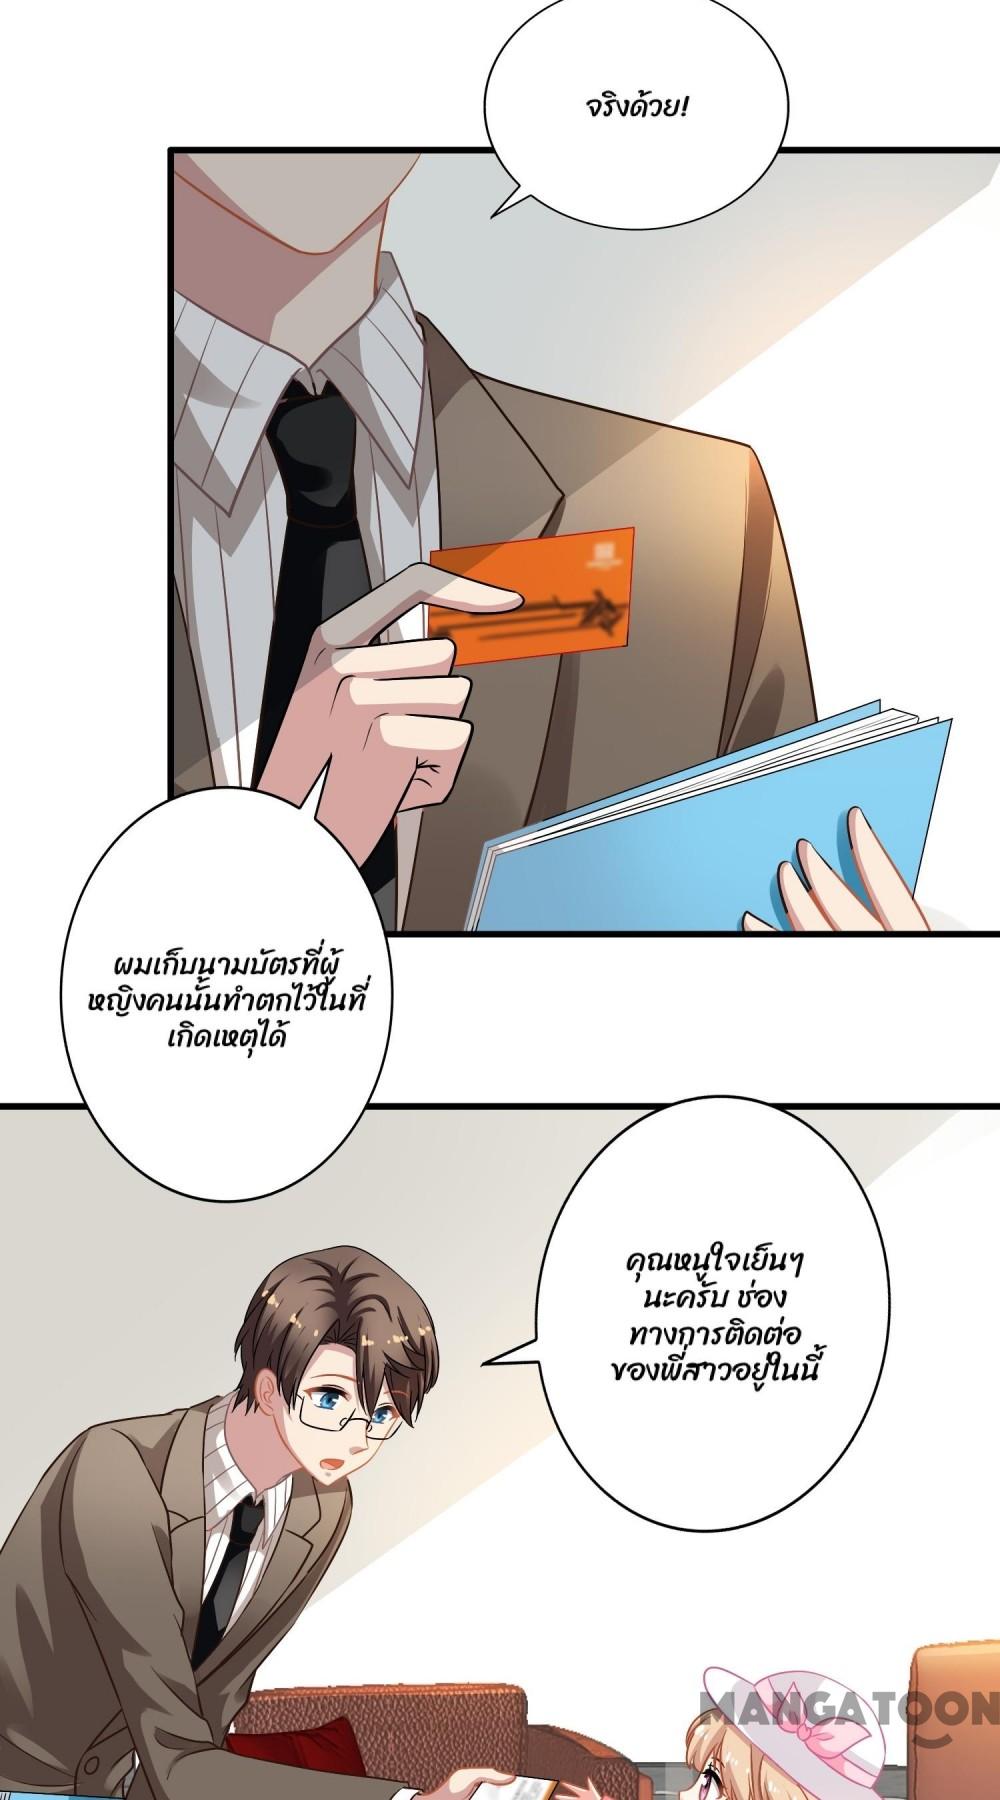 จริงด้วย!
ผมเก็บนามบัตรที่ผู้
หญิงคนนั้นทำตกไว้ในที่
เกิดเหตุได้
คุณหนูใจเย็นๆ
นะครับ ช่อง
ทางการติดต่อ
ของพี่สาวอยู่ในนี้
MANGATOON